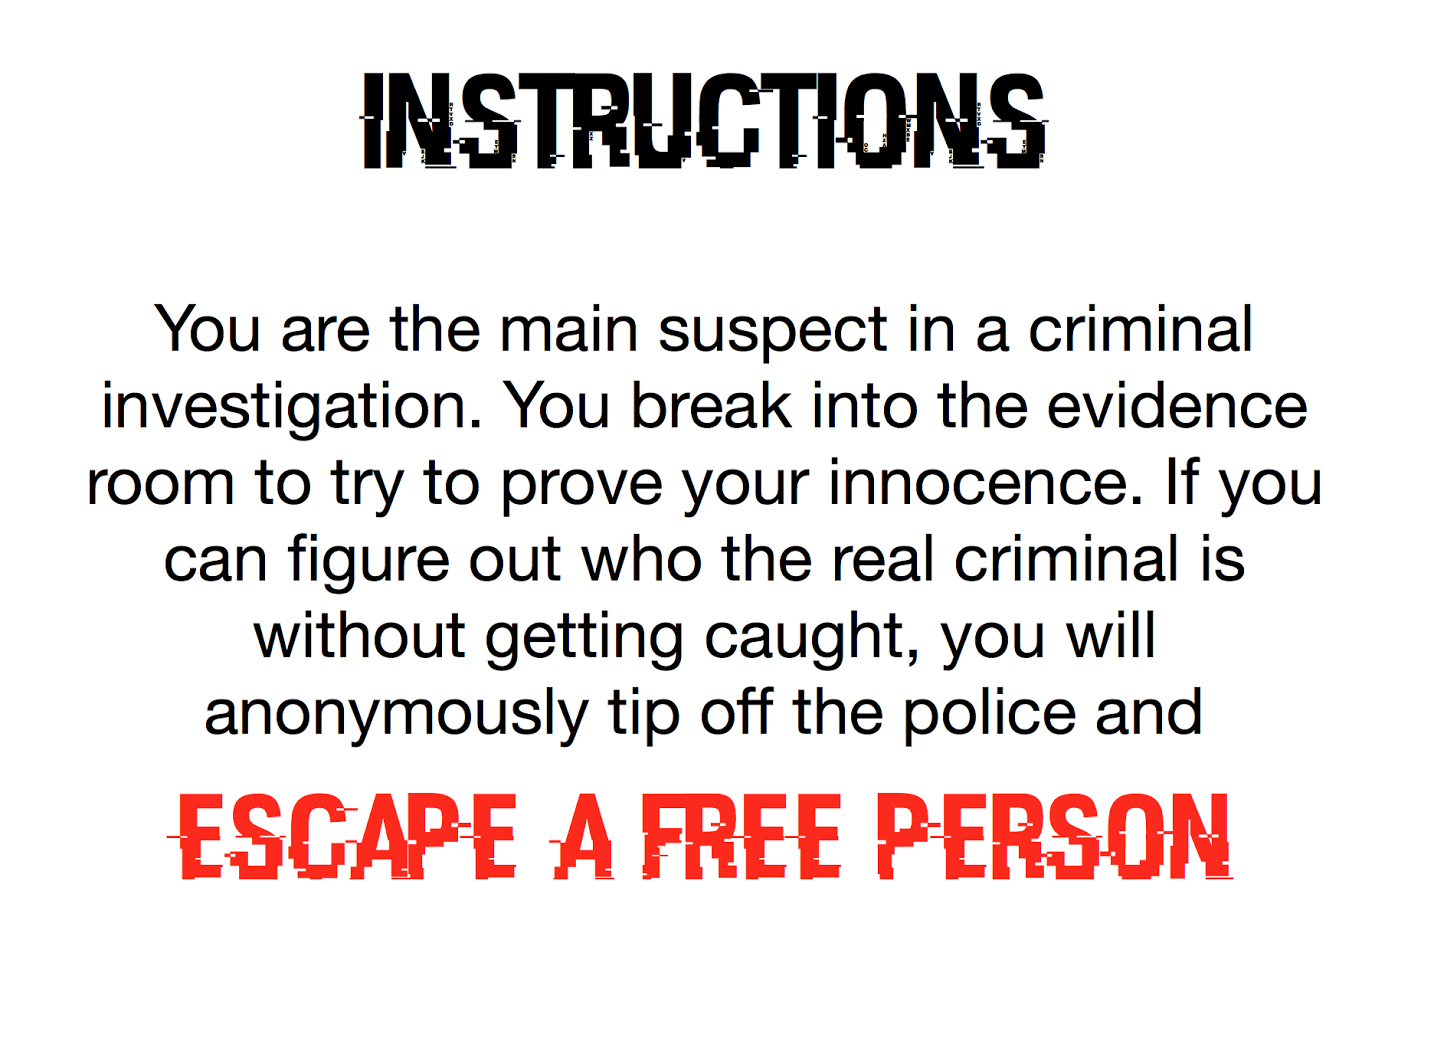 INSTRUCTIONS
You are the main suspect in a criminal
investigation. You break into the evidence
room to try to prove your innocence. If you
can figure out who the real criminal is
without getting caught, you will
anonymously tip off the police and
ESCAPE A FREE PERSON